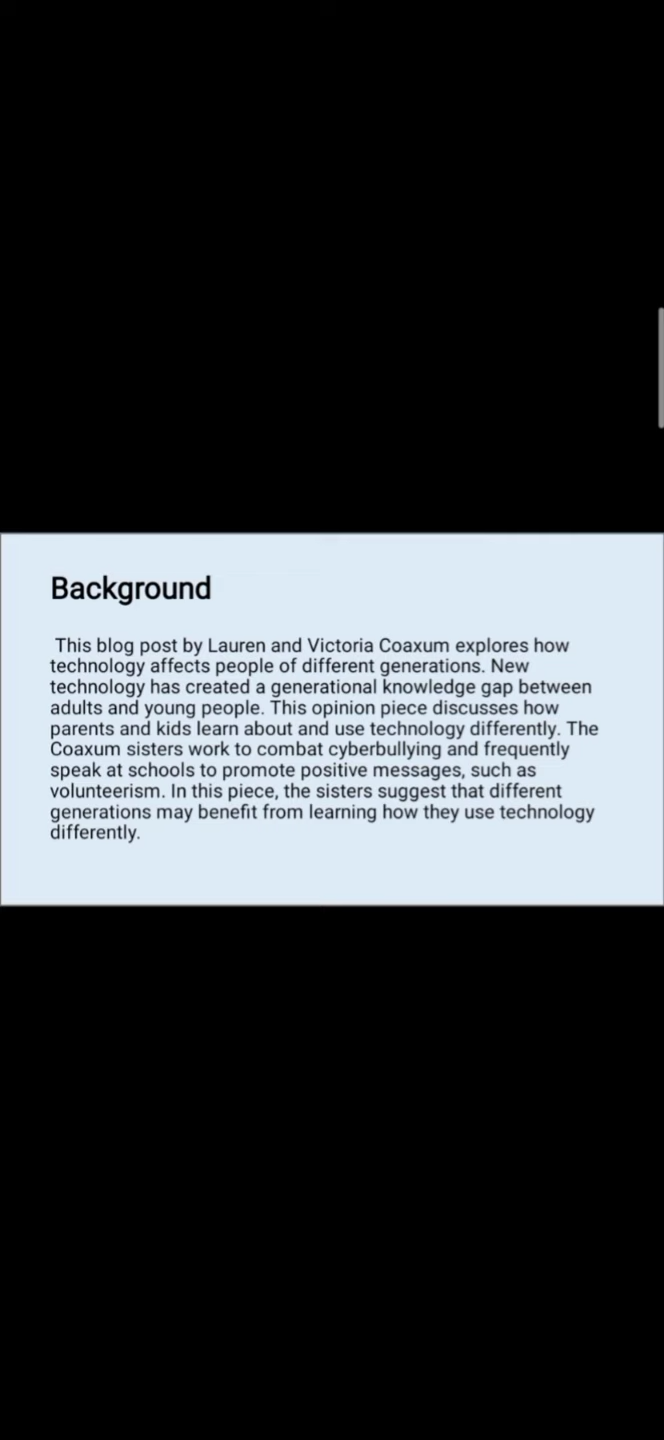 Background
This blog post by Lauren and Victoria Coaxum explores how
technology affects people of different generations. New
technology has created a generational knowledge gap between
adults and young people. This opinion piece discusses how
parents and kids learn about and use technology differently. The
Coaxum sisters work to combat cyberbullying and frequently
speak at schools to promote positive messages, such as
volunteerism. In this piece, the sisters suggest that different
generations may benefit from learning how they use technology
differently.